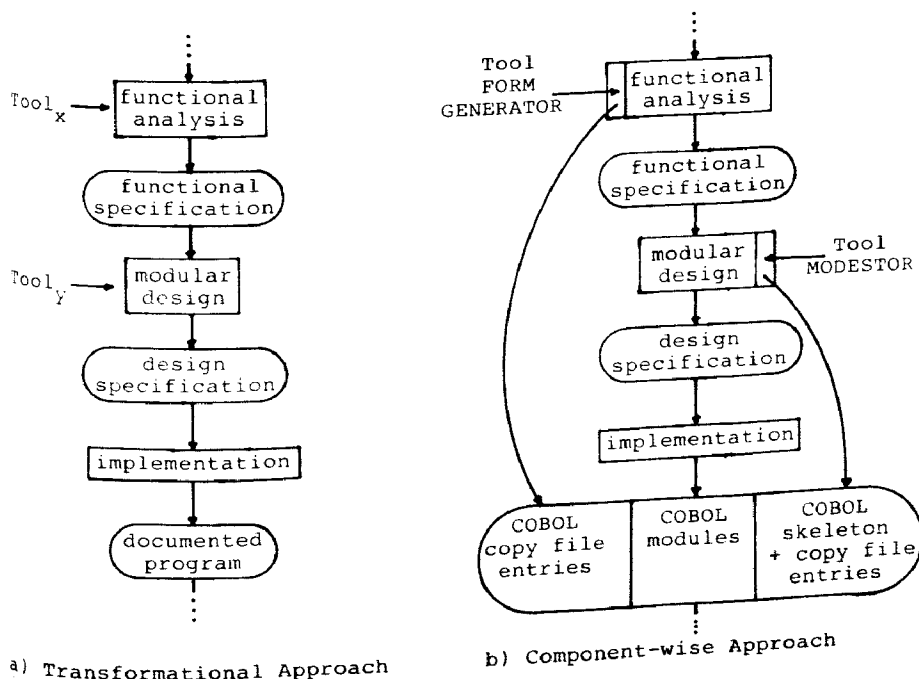 Tool x
functional
analysis
functional
specification
Tool y
modular
design
design
specification
implementation
documented
program
a) Transformational Approach
Tool
FORM
GENERATOR
functional
analysis
functional
specification
modular
design
Tool
MODESTOR
design
specification
implementation
COBOL
copy file
entries
COBOL
modules
COBOL
skeleton
+ copy file
entries
b) Component-wise Approach